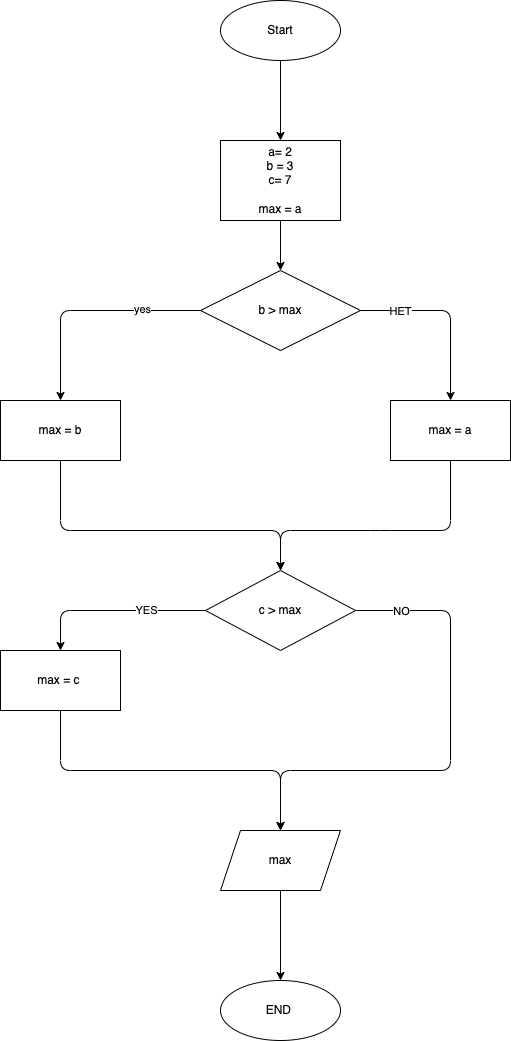 Start
a= 2
b = 3
c= 7
max = a
b > max
yes
НЕТ
max = b
max = a
c > max
YES
NO
max = c
max
END